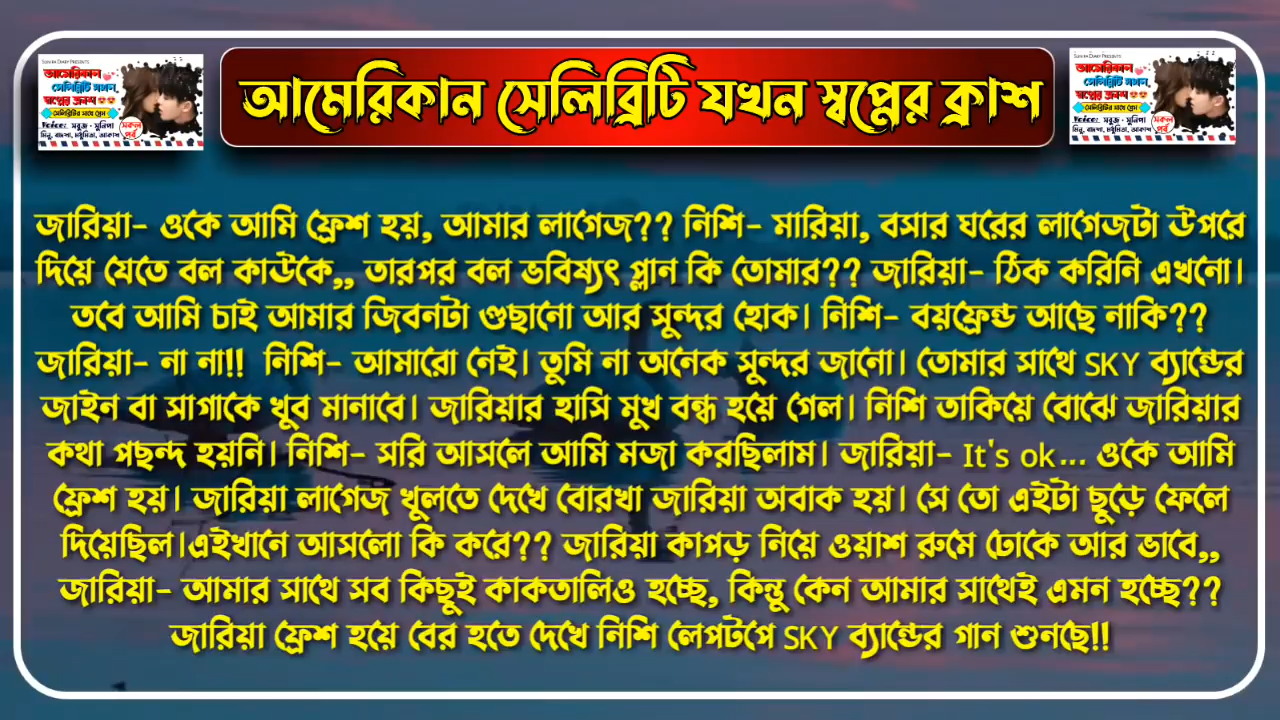 আমেরিকান সেলিব্রিটি যখন স্বপ্নের ক্রাশ
জারিয়া- ওকে আমি ফ্রেশ হয়, আমার লাগেজ?? নিশি- মারিয়া, বসার ঘরের লাগেজটা উপরে
দিয়ে যেতে বল কাউকে,, তারপর বল ভবিষ্যৎ প্লান কি তোমার?? জারিয়া- ঠিক করিনি এখনো।
তবে আমি চাই আমার জিবনটা গুছানো আর সুন্দর হোক। নিশি- বয়ফ্রেন্ড আছে নাকি??
জারিয়া- না না!! নিশি- আমারো নেই। তুমি না অনেক সুন্দর জানো। তোমার সাথে SKY ব্যান্ডের
জাইন বা সাগাকে খুব মানাবে। জারিয়ার হাসি মুখ বন্ধ হয়ে গেল। নিশি তাকিয়ে বোঝে জারিয়ার
কথা পছন্দ হয়নি। নিশি- সরি আসলে আমি মজা করছিলাম। জারিয়া- It's ok... ওকে আমি
ফ্রেশ হয়। জারিয়া লাগেজ খুলতে দেখে বোরখা জারিয়া অবাক হয়। সে তো এইটা ছুড়ে ফেলে
দিয়েছিল।এইখানে আসলো কি করে?? জারিয়া কাপড় নিয়ে ওয়াশ রুমে ঢোকে আর ভাবে,,
জারিয়া- আমার সাথে সব কিছুই কাকতালিও হচ্ছে, কিন্তু কেন আমার সাথেই এমন হচ্ছে??
জারিয়া ফ্রেশ হয়ে বের হতে দেখে নিশি লেপটপে SKY ব্যান্ডের গান শুনছে!!